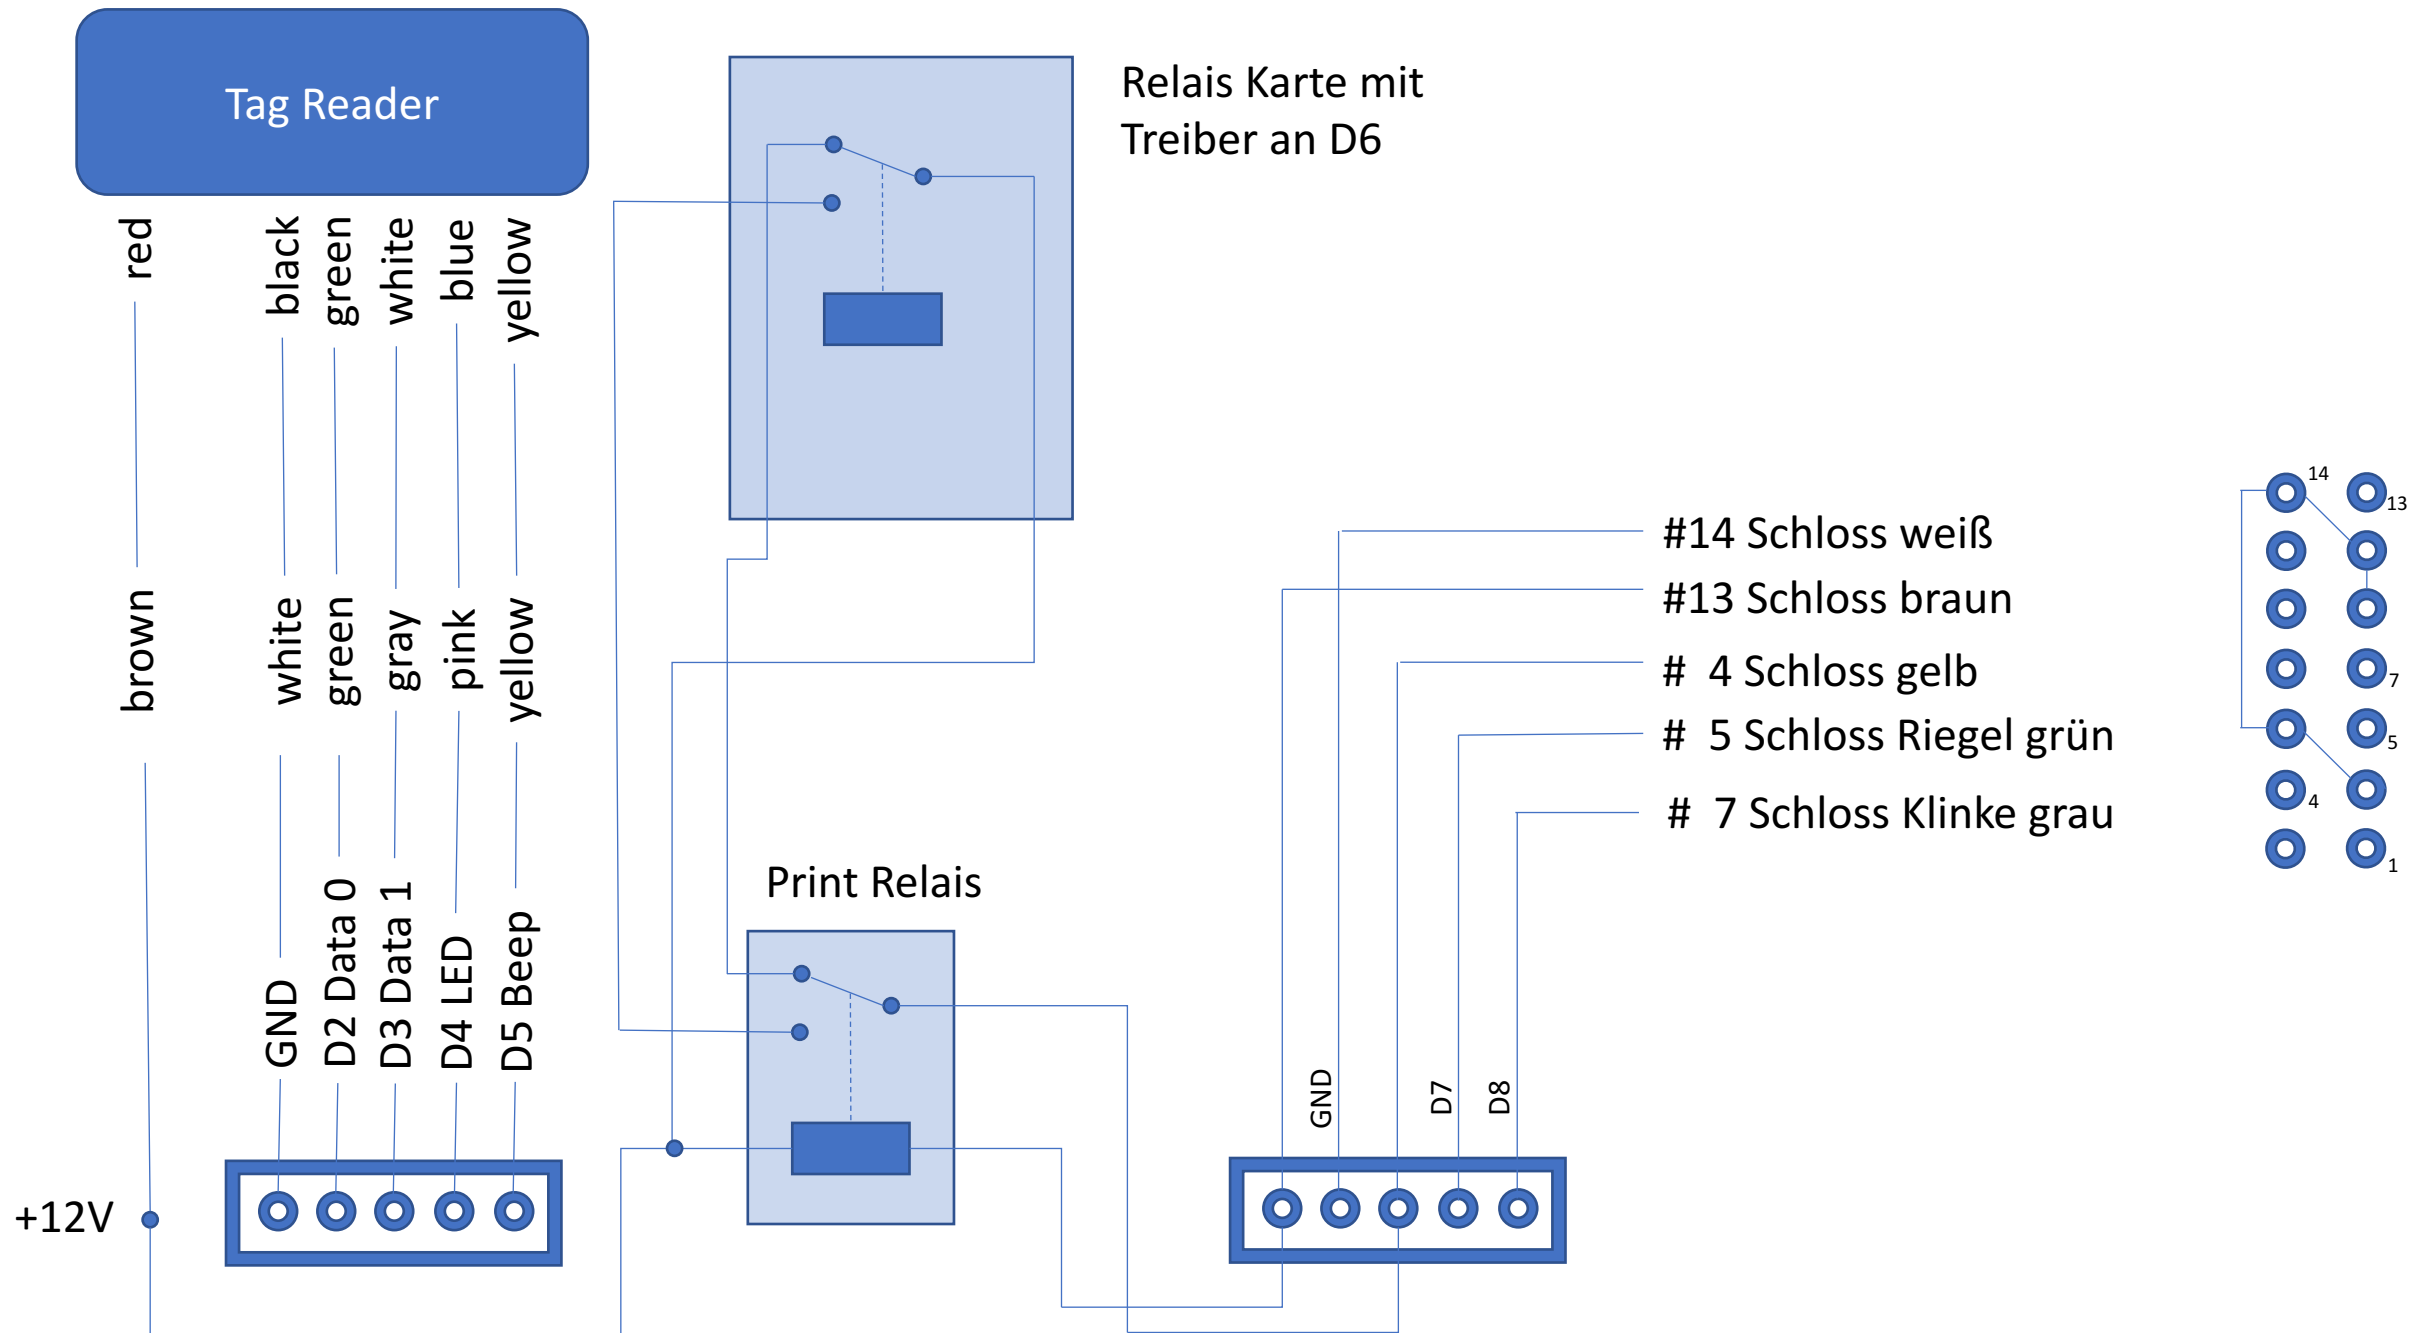 Tag Reader
Relais Karte mit
Treiber an D6
red
black
green
white
blue
yellow
brown
white
green
gray
pink
yellow
GND
D2 Data 0
D3 Data 1
D4 LED
D5 Beep
+12V
Print Relais
#14 Schloss weiß
#13 Schloss braun
# 4 Schloss gelb
# 5 Schloss Riegel grün
# 7 Schloss Klinke grau
GND
D7
D8
14
13
7
5
4
1